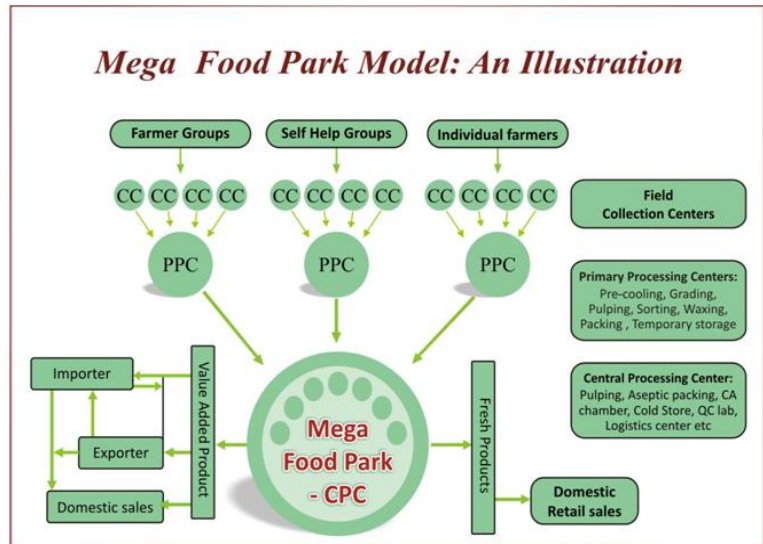 Mega Food Park Model: An Illustration
Farmer Groups
Self Help Groups
Individual farmers
CC CC CC CC
CC CC CC CC
CC CC CC CC
PPC
PPC
PPC
Field
Collection Centers
Primary Processing Centers:
Pre-cooling, Grading,
Pulping, Sorting, Waxing,
Packing , Temporary storage
Central Processing Center:
Pulping, Aseptic packing, CA
chamber, Cold Store, QC lab,
Logistics center etc
Importer
Exporter
Domestic sales
Value Added Product
Mega
Food Park
- CPC
Fresh Products
Domestic
Retail sales